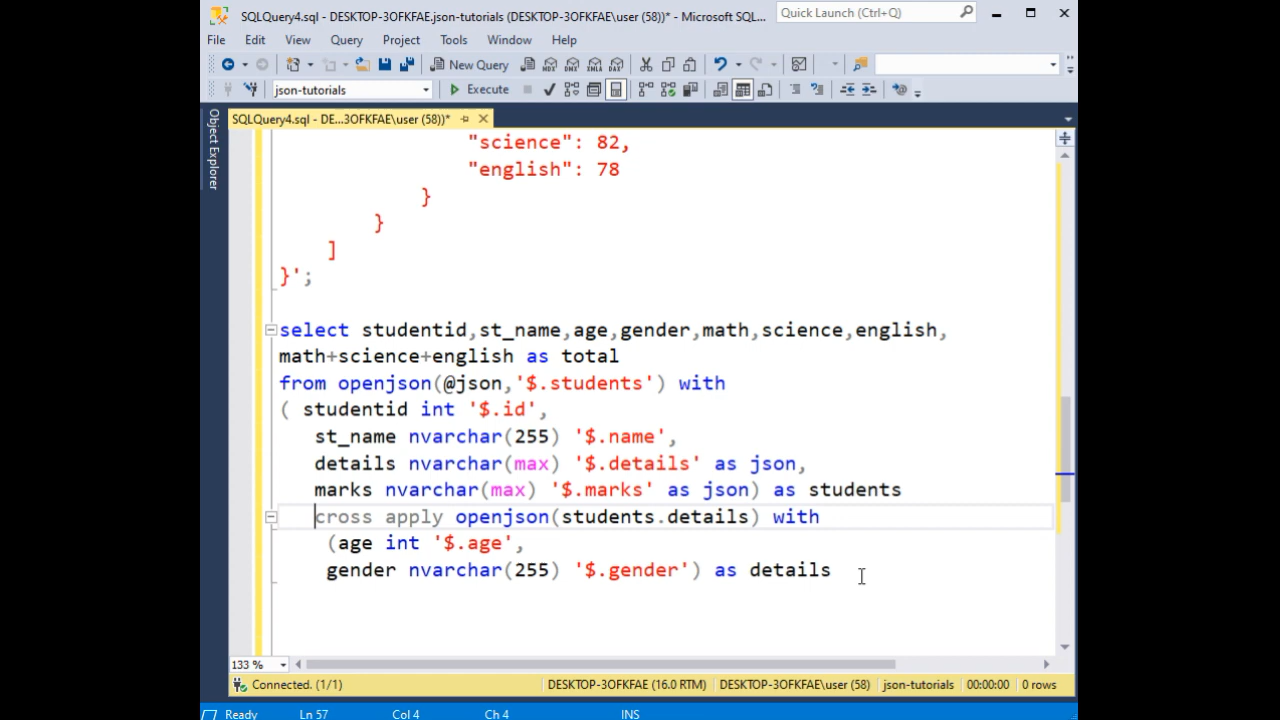 SQLQuery4.sql - DESKTOP-3OFKFAE.json-tutorials (DESKTOP-3OFKFAE\user (58))* - Microsoft SQL...
Quick Launch (Ctrl+Q)
File Edit View Query Project Tools Window Help
New Query
MDX DMX XMLA DAX
json-tutorials
Execute
SQLQuery4.sql - DE...3OFKFAE\user (58))*
Object Explorer
"science": 82,
"english": 78
}
}
]
}';
select studentid,st_name,age,gender,math,science,english,
math+science+english as total
from openjson(@json,'$.students') with
( studentid int '$.id',
st_name nvarchar(255) '$.name',
details nvarchar(max) '$.details' as json,
marks nvarchar(max) '$.marks' as json) as students
cross apply openjson(students.details) with
(age int '$.age',
gender nvarchar(255) '$.gender') as details
133 %
Connected. (1/1)
DESKTOP-3OFKFAE (16.0 RTM)
DESKTOP-3OFKFAE\user (58)
json-tutorials
00:00:00
0 rows
Ready
Ln 57
Col 4
Ch 4
INS